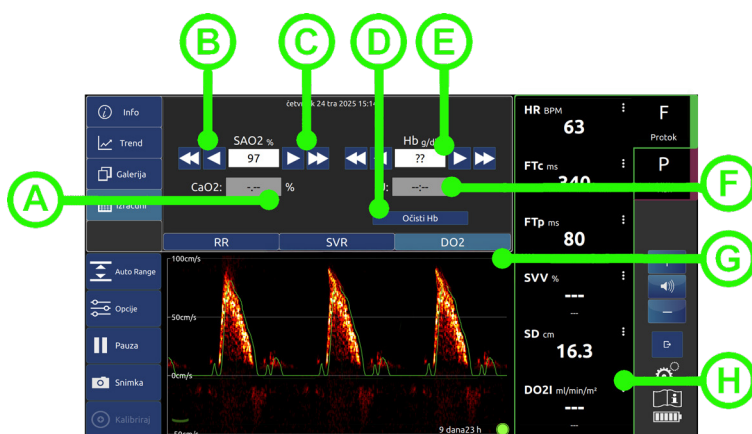 B
C
D
E
A
F
G
H
četvrtak 24 tra 2025 15:14
Info
Trend
Galerija
Izračuni
SAO2 %
97
CaO2:
-.--
%
Hb
??
--:--
Očisti Hb
RR
SVR
DO2
Auto Range
Opcije
Pauza
Snimka
Kalibriraj
100cm/s
50cm/s
0cm/s
-50cm/s
9 dana23 h
HR BPM
63
FTc ms
340
FTp ms
80
SVV %
---
---
SD cm
16.3
DO2I ml/min/m²
---
---
F
Protok
P